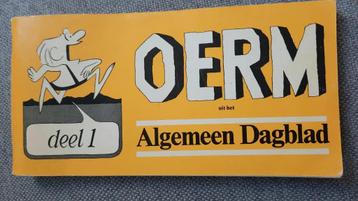 OERM
uit het
deel 1
Algemeen Dagblad